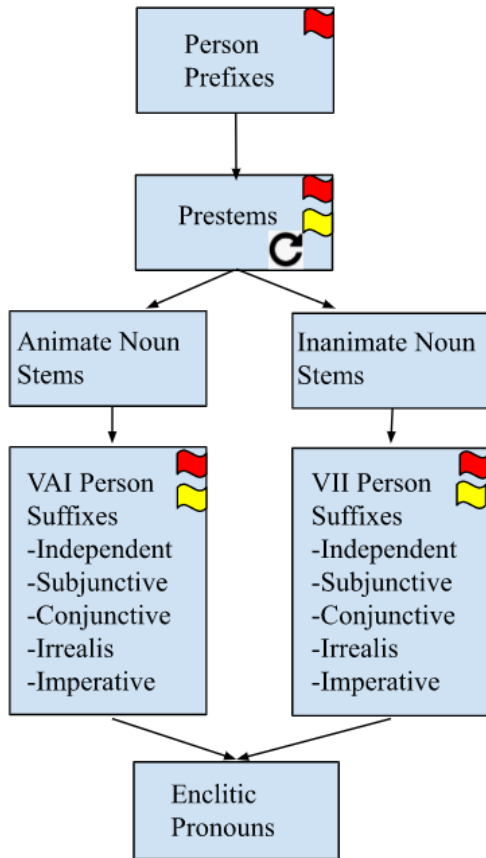 Person
Prefixes
Prestems
Animate Noun
Stems
Inanimate Noun
Stems
VAI Person
Suffixes
-Independent
-Subjunctive
-Conjunctive
-Irrealis
-Imperative
VII Person
Suffixes
-Independent
-Subjunctive
-Conjunctive
-Irrealis
-Imperative
Enclitic
Pronouns